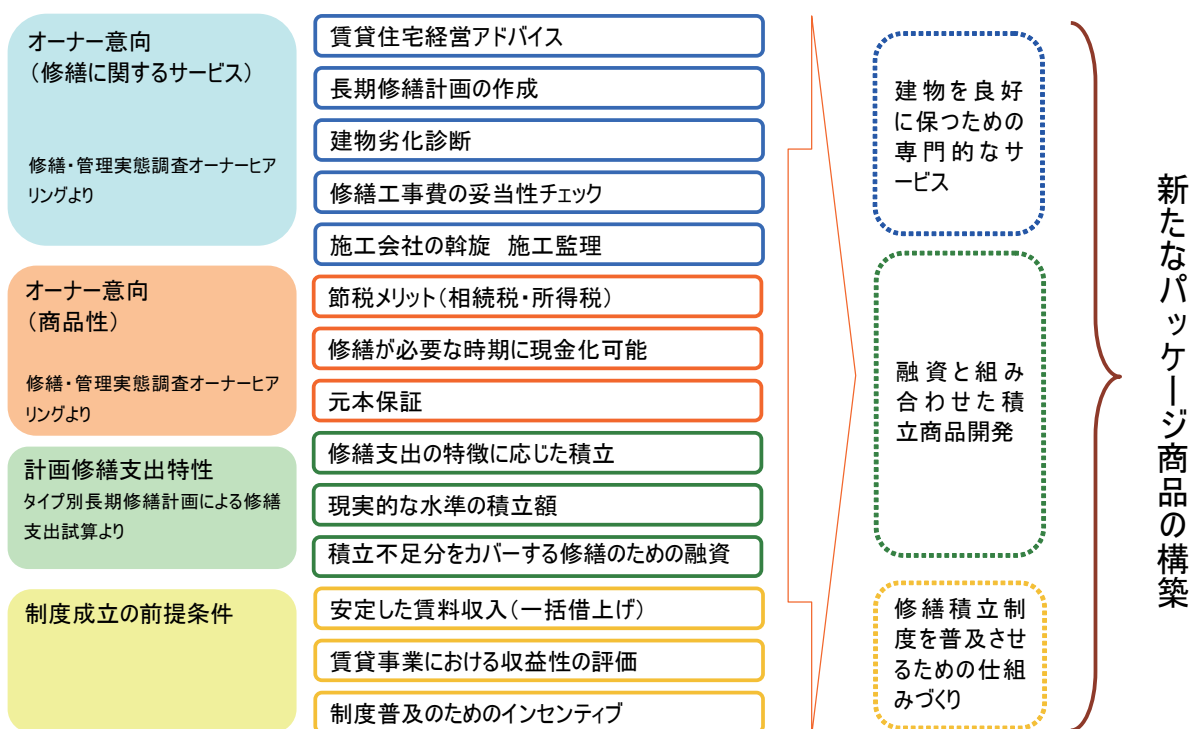 オーナー意向
（修繕に関するサービス）
修繕・管理実態調査オーナーヒア
リングより
賃貸住宅経営アドバイス
長期修繕計画の作成
建物劣化診断
修繕工事費の妥当性チェック
施工会社の斡旋　施工監理
オーナー意向
（商品性）
修繕・管理実態調査オーナーヒア
リングより
節税メリット（相続税・所得税）
修繕が必要な時期に現金化可能
元本保証
計画修繕支出特性
タイプ別長期修繕計画による修繕
支出試算より
修繕支出の特徴に応じた積立
現実的な水準の積立額
積立不足分をカバーする修繕のための融資
制度成立の前提条件
安定した賃料収入（一括借上げ）
賃貸事業における収益性の評価
制度普及のためのインセンティブ
建物を良好
に保つための
専門的なサ
ービス
融資と組み
合わせた積
立商品開発
修繕積立制
度を普及させ
るための仕組
みづくり
新たなパッケージ商品の構築